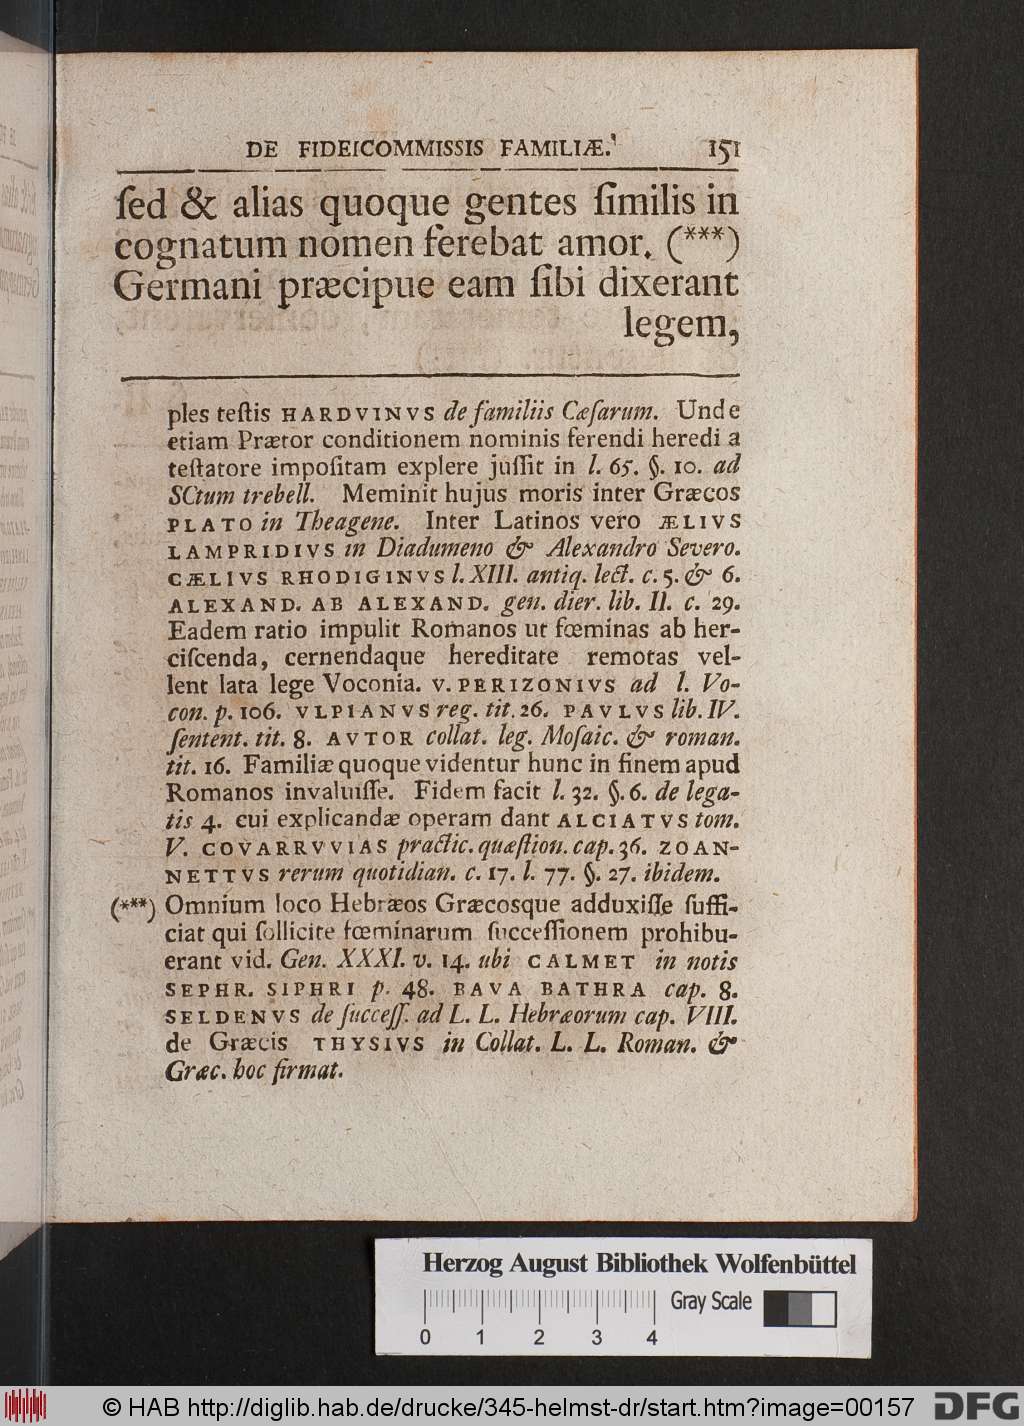 DE FIDEICOMMISSIS FAMILIÆ. 151
ſed & alias quoque gentes ſimilis in
cognatum nomen ferebat amor. (***)
Germani præcipue eam ſibi dixerant
legem,
ples teſtis HARDVINVS de familiis Cæſarum. Unde
etiam Prætor conditionem nominis ferendi heredi a
teſtatore impoſitam explere juſſit in l. 65. §. 10. ad
SCtum trebell. Meminit hujus moris inter Græcos
PLATO in Theagene. Inter Latinos vero ÆLIVS
LAMPRIDIVS in Diadumeno & Alexandro Severo.
CÆLIVS RHODIGINVS l. XIII. antiq. lect. c. 5. & 6.
ALEXAND. AB ALEXAND. gen. dier. lib. II. c. 29.
Eadem ratio impulit Romanos ut fœminas ab her-
ciſcenda, cernendaque hereditate remotas vel-
lent lata lege Voconia. v. PERIZONIVS ad l. Vo-
con. p. 106. VLPIANVS reg. tit. 26. PAVLVS lib. IV.
ſentent. tit. 8. AVTOR collat. leg. Moſaic. & roman.
tit. 16. Familiæ quoque videntur hunc in finem apud
Romanos invaluiſſe. Fidem facit l. 32. §. 6. de lega-
tis 4. cui explicandæ operam dant ALCIATVS tom.
V. COVARRVVIAS practic. quæſtion. cap. 36. ZOAN-
NETTVS rerum quotidian. c. 17. l. 77. §. 27. ibidem.
(***) Omnium loco Hebræos Græcosque adduxiſſe ſuffi-
ciat qui ſollicite fœminarum ſucceſſionem prohibu-
erant vid. Gen. XXXI. v. 14. ubi CALMET in notis
SEPHR. SIPHRI p. 48. BAVA BATHRA cap. 8.
SELDENVS de ſucceſſ. ad L. L. Hebræorum cap. VIII.
de Græcis THYSIVS in Collat. L. L. Roman. &
Græc. hoc firmat.
Herzog August Bibliothek Wolfenbüttel
Gray Scale
0 1 2 3 4
© HAB http://diglib.hab.de/drucke/345-helmst-dr/start.htm?image=00157
DFG